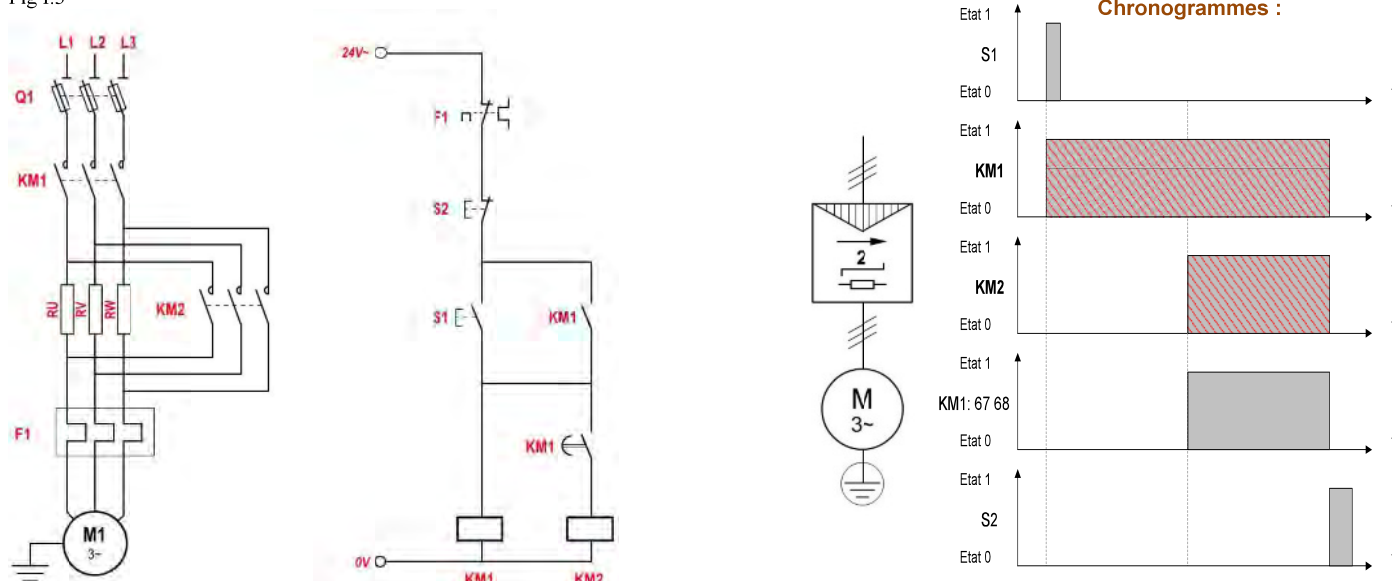 Fig I.5
L1 L2 L3
Q1
KM1
RU RV RW
KM2
F1
M1
3~
24V~
F1
S2
S1
KM1
KM1
0V
KM1
KM2
2
M
3~
Chronogrammes :
Etat 1
S1
Etat 0
Etat 1
KM1
Etat 0
Etat 1
KM2
Etat 0
Etat 1
KM1: 67 68
Etat 0
Etat 1
S2
Etat 0